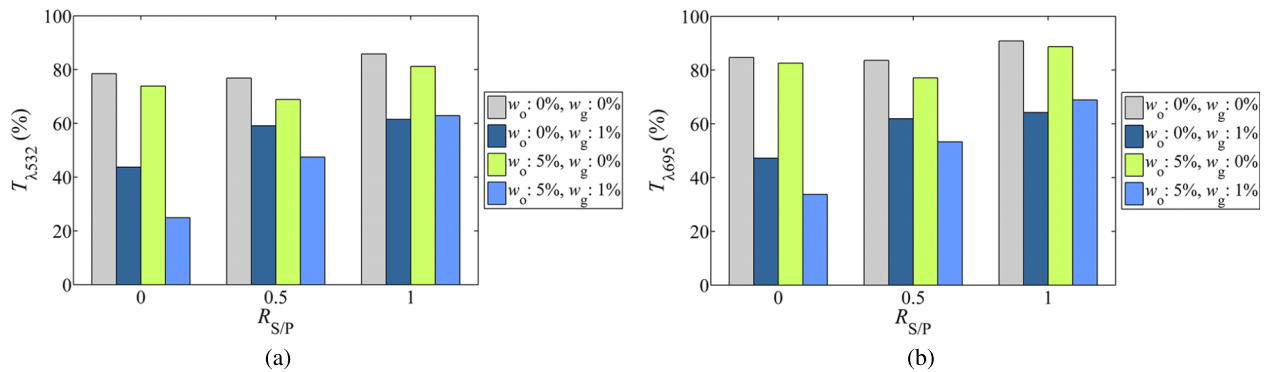 100
80
60
40
20
0
T_λ532 (%)
0 0.5 1
R_S/P
w_o: 0%, w_g: 0%
w_o: 0%, w_g: 1%
w_o: 5%, w_g: 0%
w_o: 5%, w_g: 1%
(a)
100
80
60
40
20
0
T_λ695 (%)
0 0.5 1
R_S/P
w_o: 0%, w_g: 0%
w_o: 0%, w_g: 1%
w_o: 5%, w_g: 0%
w_o: 5%, w_g: 1%
(b)